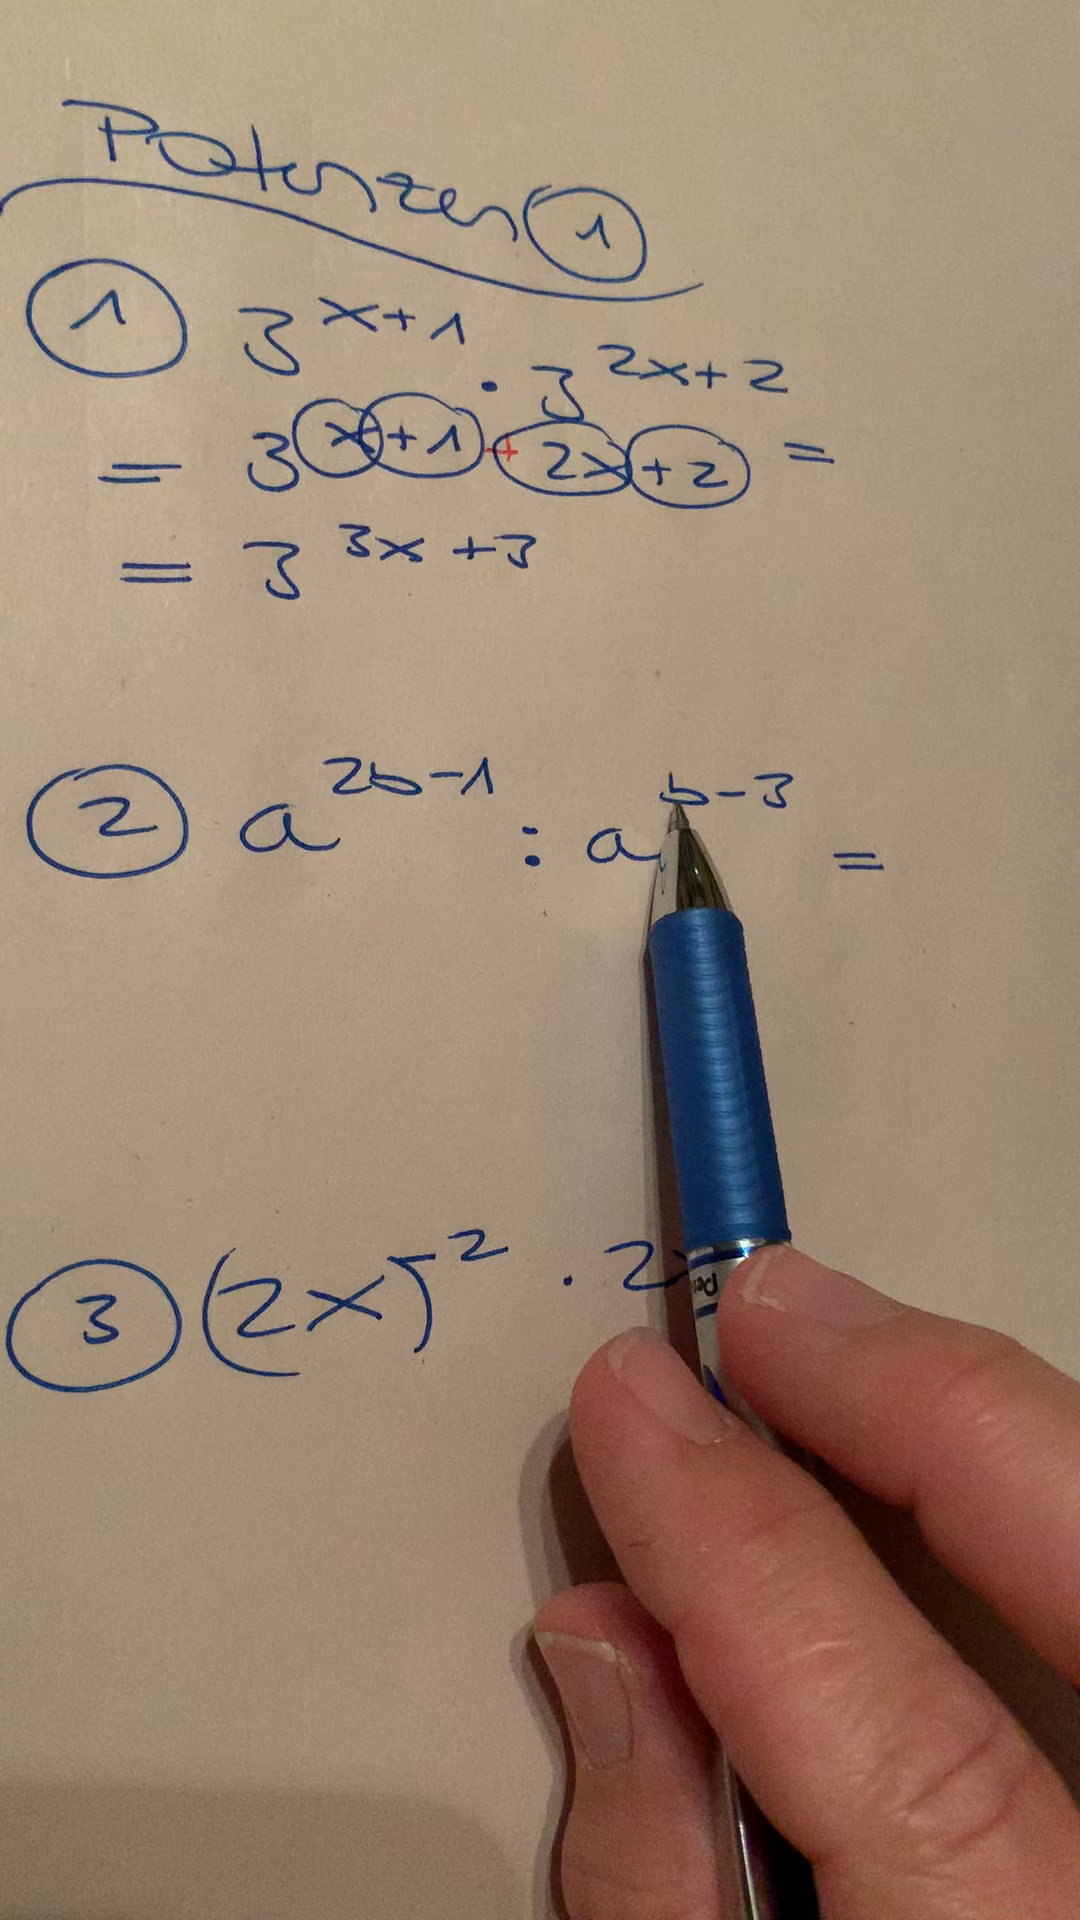 Potenzen ①
① 3^(x+1) · 3^(2x+2)
= 3^(x+1+2x+2) =
= 3^(3x+3)
② a^(2b-1) : a^(b-3) =
③ (2x)^(-2) · 2